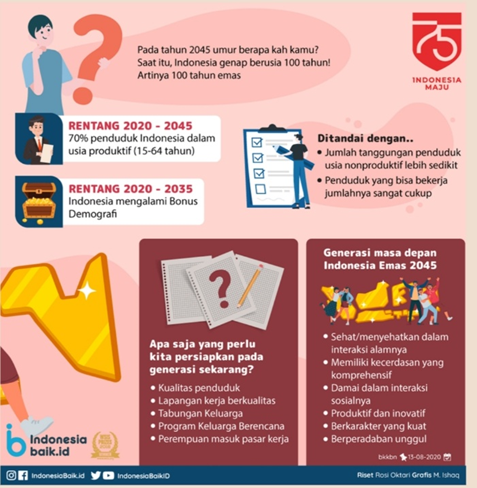 Pada tahun 2045 umur berapa kah kamu?
Saat itu, Indonesia genap berusia 100 tahun!
Artinya 100 tahun emas
75
INDONESIA
MAJU
RENTANG 2020 - 2045
70% penduduk Indonesia dalam
usia produktif (15-64 tahun)
RENTANG 2020 - 2035
Indonesia mengalami Bonus
Demografi
Ditandai dengan..
• Jumlah tanggungan penduduk
usia nonproduktif lebih sedikit
• Penduduk yang bisa bekerja
jumlahnya sangat cukup
Apa saja yang perlu
kita persiapkan pada
generasi sekarang?
• Kualitas penduduk
• Lapangan kerja berkualitas
• Tabungan Keluarga
• Program Keluarga Berencana
• Perempuan masuk pasar kerja
Generasi masa depan
Indonesia Emas 2045
• Sehat/menyehatkan dalam
interaksi alamnya
• Memiliki kecerdasan yang
komprehensif
• Damai dalam interaksi
sosialnya
• Produktif dan inovatif
• Berkarakter yang kuat
• Berperadaban unggul
bkkbn 13-08-2020
Indonesia
baik.id
IndonesiaBaik.id
IndonesiaBaikID
Riset Rosi Oktari Grafis M. Ishaq